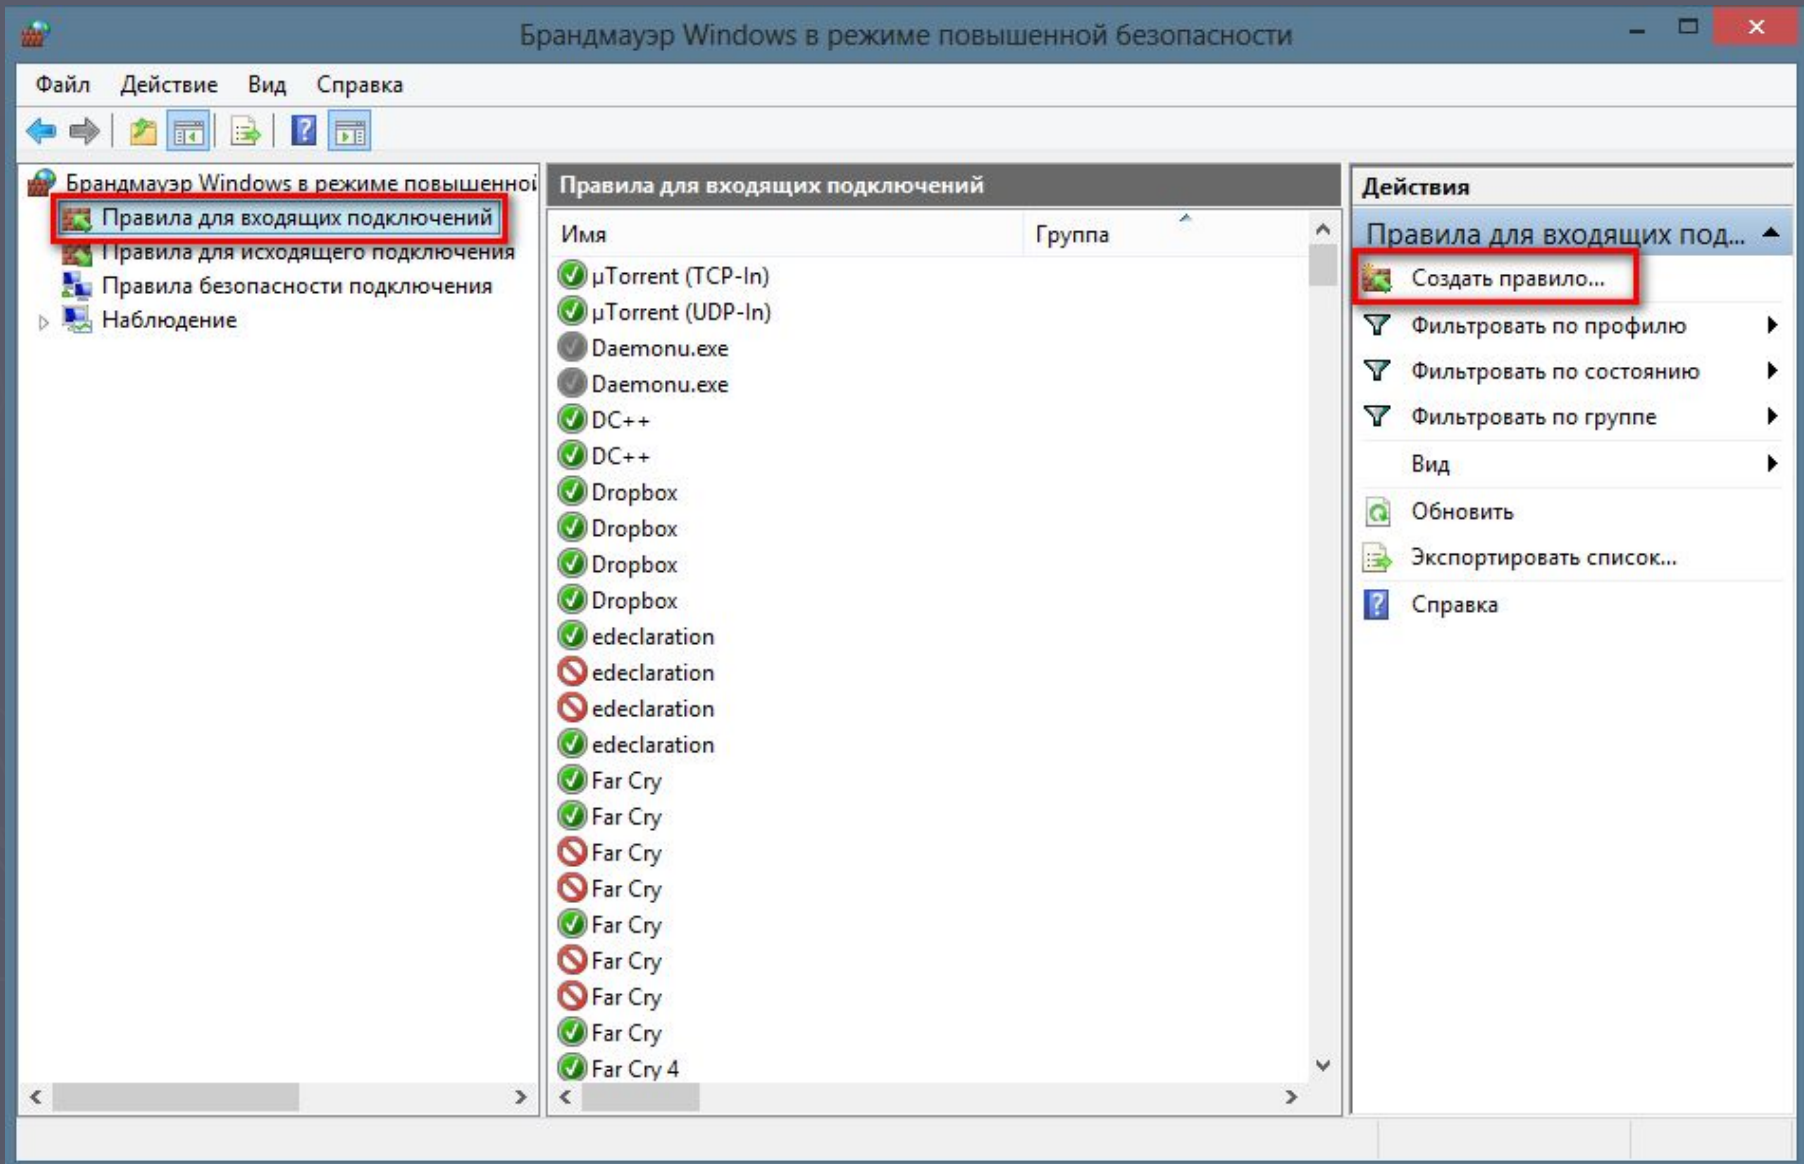 Брандмауэр Windows в режиме повышенной безопасности
Файл Действие Вид Справка
Брандмауэр Windows в режиме повышенной
Правила для входящих подключений
Правила для исходящего подключения
Правила безопасности подключения
Наблюдение
Правила для входящих подключений
Имя Группа
µTorrent (TCP-In)
µTorrent (UDP-In)
Daemonu.exe
Daemonu.exe
DC++
DC++
Dropbox
Dropbox
Dropbox
Dropbox
edeclaration
edeclaration
edeclaration
edeclaration
Far Cry
Far Cry
Far Cry
Far Cry
Far Cry
Far Cry
Far Cry
Far Cry
Far Cry 4
Действия
Правила для входящих под...
Создать правило...
Фильтровать по профилю
Фильтровать по состоянию
Фильтровать по группе
Вид
Обновить
Экспортировать список...
Справка